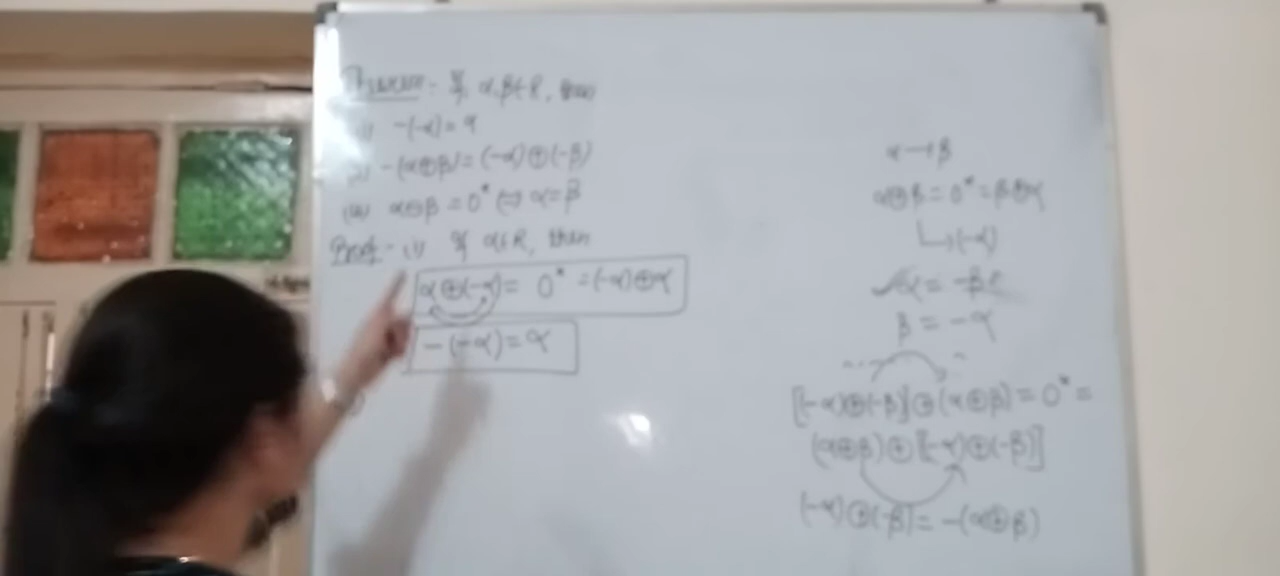 Theorem:- If α, β ∈ R, then
(i) -(-α) = α
(ii) -(α⊕β) = (-α)⊕(-β)
(iii) α⊖β = 0* ⇔ α = β
Proof:- (i) If α ∈ R, then
α⊕(-α) = 0* = (-α)⊕α
-(-α) = α
α → β
α⊕β = 0* = β⊕α
↳ (-α)
α = -β
β = -α
[(-α)⊕(-β)]⊕(α⊕β) = 0* =
(α⊕β)⊕[(-α)⊕(-β)]
(-α)⊕(-β) = -(α⊕β)